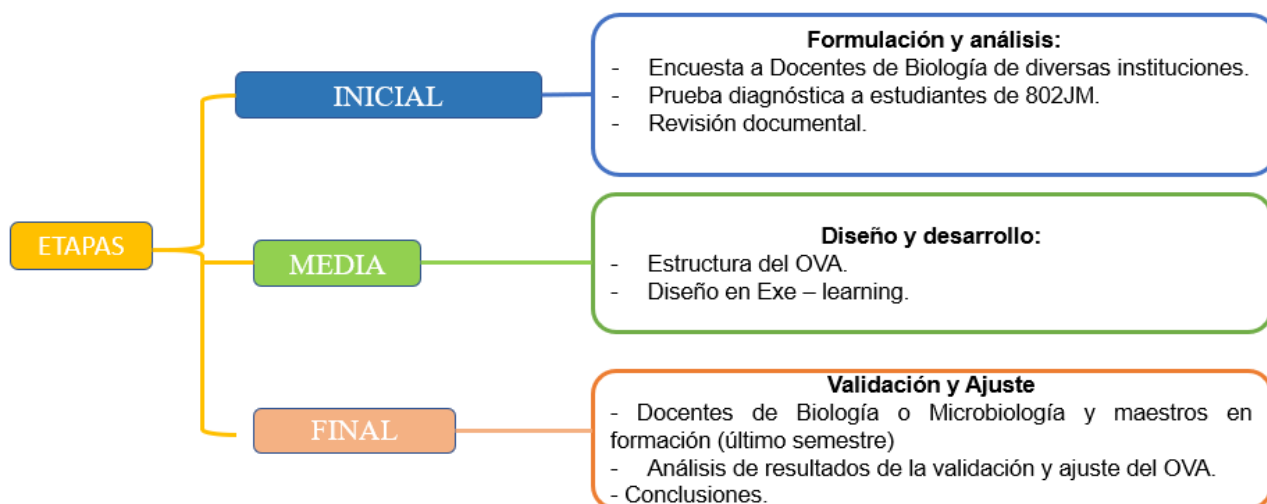 ETAPAS
INICIAL
Formulación y análisis:
- Encuesta a Docentes de Biología de diversas instituciones.
- Prueba diagnóstica a estudiantes de 802JM.
- Revisión documental.
MEDIA
Diseño y desarrollo:
- Estructura del OVA.
- Diseño en Exe – learning.
FINAL
Validación y Ajuste
- Docentes de Biología o Microbiología y maestros en
formación (último semestre)
- Análisis de resultados de la validación y ajuste del OVA.
- Conclusiones.